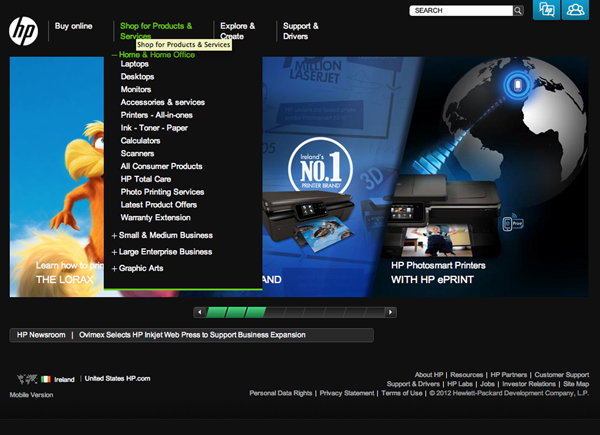 SEARCH
hp
Buy online
Shop for Products &
Services
Explore &
Create
Support &
Drivers
Shop for Products & Services
Home & Home Office
Laptops
Desktops
Monitors
Accessories & services
Printers - All-in-ones
Ink - Toner - Paper
Calculators
Scanners
All Consumer Products
HP Total Care
Photo Printing Services
Latest Product Offers
Warranty Extension
Small & Medium Business
Large Enterprise Business
Graphic Arts
MILLION
LASERJET
Ireland's
NO.1
PRINTER BRAND
3D
Learn how to
THE LORAX
AND
HP Photosmart Printers
WITH HP ePRINT
HP Newsroom | Ovimex Selects HP Inkjet Web Press to Support Business Expansion
Ireland | United States HP.com
Mobile Version
About HP | Resources | HP Partners | Customer Support
Support & Drivers | HP Labs | Jobs | Investor Relations | Site Map
Personal Data Rights | Privacy Statement | Terms of Use | © 2012 Hewlett-Packard Development Company, L.P.